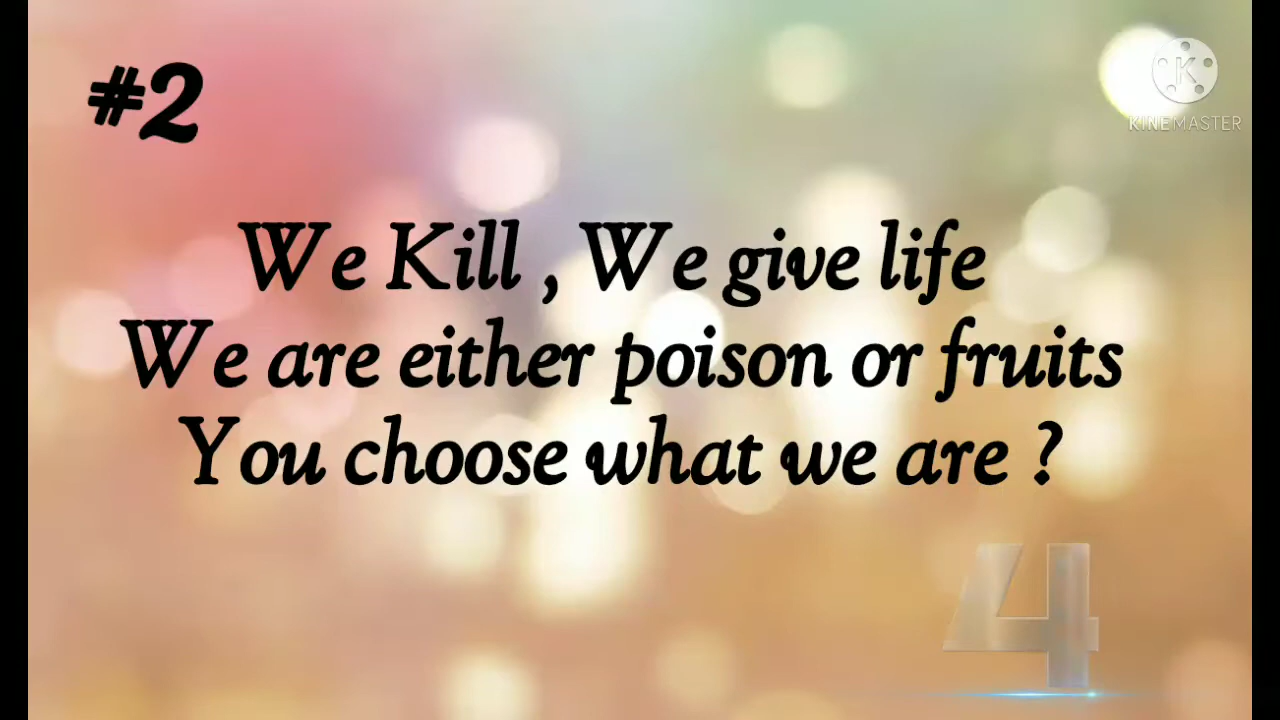 #2
KINEMASTER
We Kill , We give life
We are either poison or fruits
You choose what we are ?
4